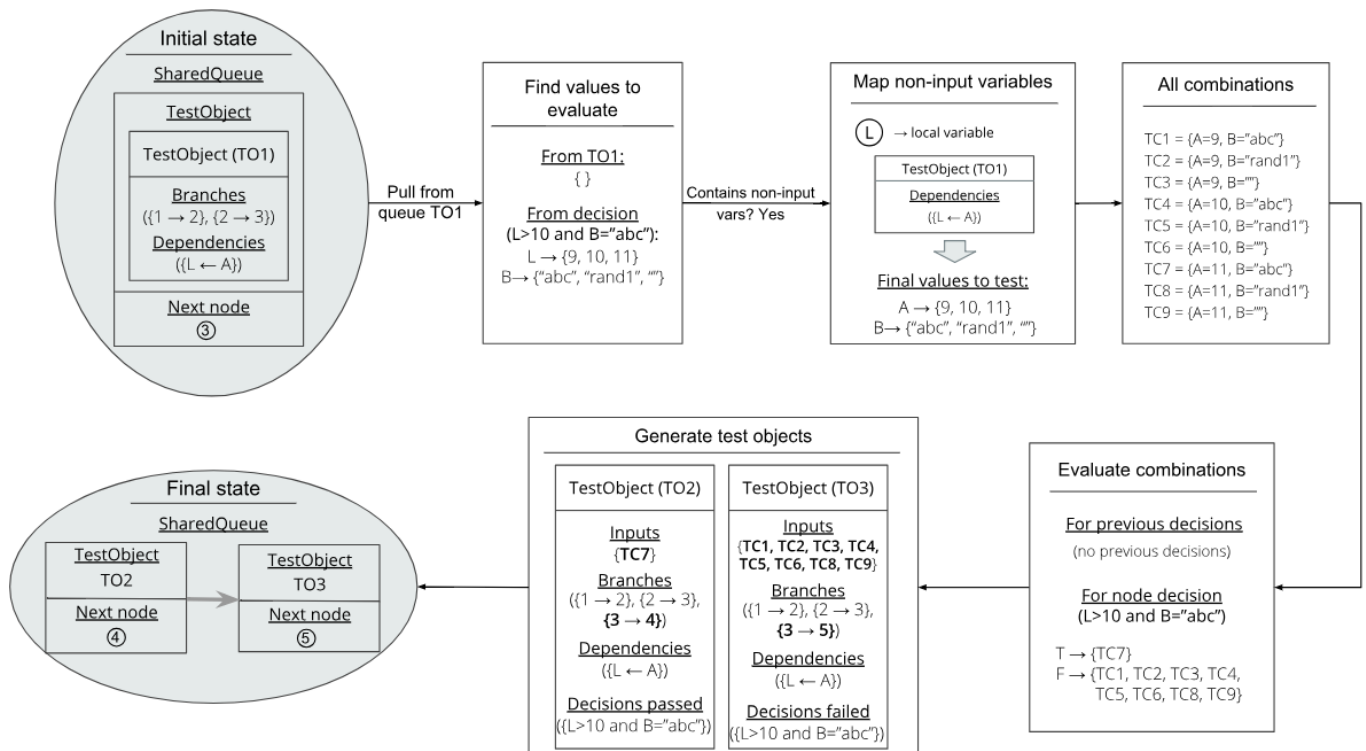 Initial state
SharedQueue
TestObject
TestObject (TO1)
Branches
({1 → 2}, {2 → 3})
Dependencies
({L ← A})
Next node
3
Pull from
queue TO1
Find values to
evaluate
From TO1:
{ }
From decision
(L>10 and B="abc"):
L → {9, 10, 11}
B→ {“abc”, “rand1”, “”}
Contains non-input
vars? Yes
Map non-input variables
L → local variable
TestObject (TO1)
Dependencies
({L ← A})
Final values to test:
A → {9, 10, 11}
B→ {“abc”, “rand1”, “”}
All combinations
TC1 = {A=9, B=”abc”}
TC2 = {A=9, B=”rand1”}
TC3 = {A=9, B=””}
TC4 = {A=10, B=”abc”}
TC5 = {A=10, B=”rand1”}
TC6 = {A=10, B=””}
TC7 = {A=11, B=”abc”}
TC8 = {A=11, B=”rand1”}
TC9 = {A=11, B=””}
Evaluate combinations
For previous decisions
(no previous decisions)
For node decision
(L>10 and B=”abc”)
T → {TC7}
F → {TC1, TC2, TC3, TC4,
TC5, TC6, TC8, TC9}
Generate test objects
TestObject (TO2)
Inputs
{TC7}
Branches
({1 → 2}, {2 → 3},
{3 → 4})
Dependencies
({L ← A})
Decisions passed
({L>10 and B=”abc”})
TestObject (TO3)
Inputs
{TC1, TC2, TC3, TC4,
TC5, TC6, TC8, TC9}
Branches
({1 → 2}, {2 → 3},
{3 → 5})
Dependencies
({L ← A})
Decisions failed
({L>10 and B=”abc”})
Final state
SharedQueue
TestObject
TO2
Next node
4
TestObject
TO3
Next node
5